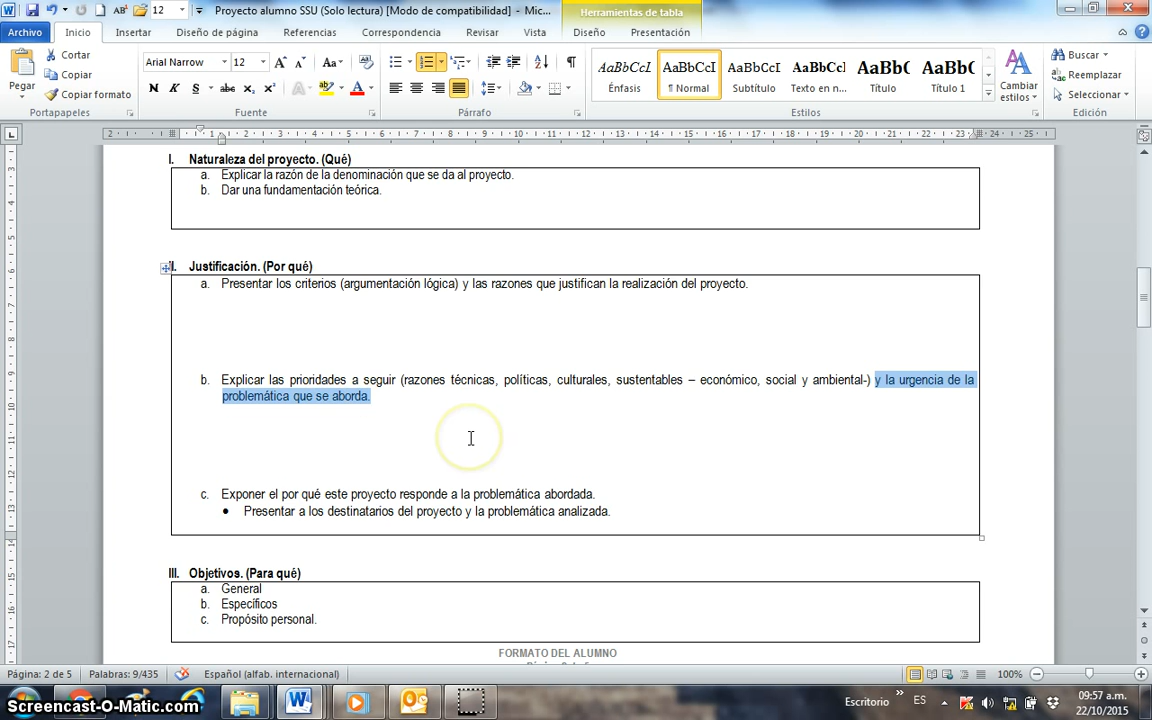 12
Proyecto alumno SSU (Solo lectura) [Modo de compatibilidad] - Mic...
Herramientas de tabla
Archivo Inicio Insertar Diseño de página Referencias Correspondencia Revisar Vista Diseño Presentación
Pegar
Cortar
Copiar
Copiar formato
Portapapeles
Arial Narrow 12
N K S abc x₂ x²
Fuente
Párrafo
AaBbCcI AaBbCcI AaBbCcI AaBbCcI AaBb( AaBbC
Énfasis ¶ Normal Subtítulo Texto en n... Título Título 1
Cambiar estilos
Estilos
Buscar
Reemplazar
Seleccionar
Edición
I. Naturaleza del proyecto. (Qué)
a. Explicar la razón de la denominación que se da al proyecto.
b. Dar una fundamentación teórica.
II. Justificación. (Por qué)
a. Presentar los criterios (argumentación lógica) y las razones que justifican la realización del proyecto.
b. Explicar las prioridades a seguir (razones técnicas, políticas, culturales, sustentables – económico, social y ambiental-) y la urgencia de la
problemática que se aborda.
c. Exponer el por qué este proyecto responde a la problemática abordada.
• Presentar a los destinatarios del proyecto y la problemática analizada.
III. Objetivos. (Para qué)
a. General
b. Específicos
c. Propósito personal.
FORMATO DEL ALUMNO
Página: 2 de 5 Palabras: 9/435 Español (alfab. internacional) 100%
Screencast-O-Matic.com
Escritorio » ES
09:57 a.m.
22/10/2015